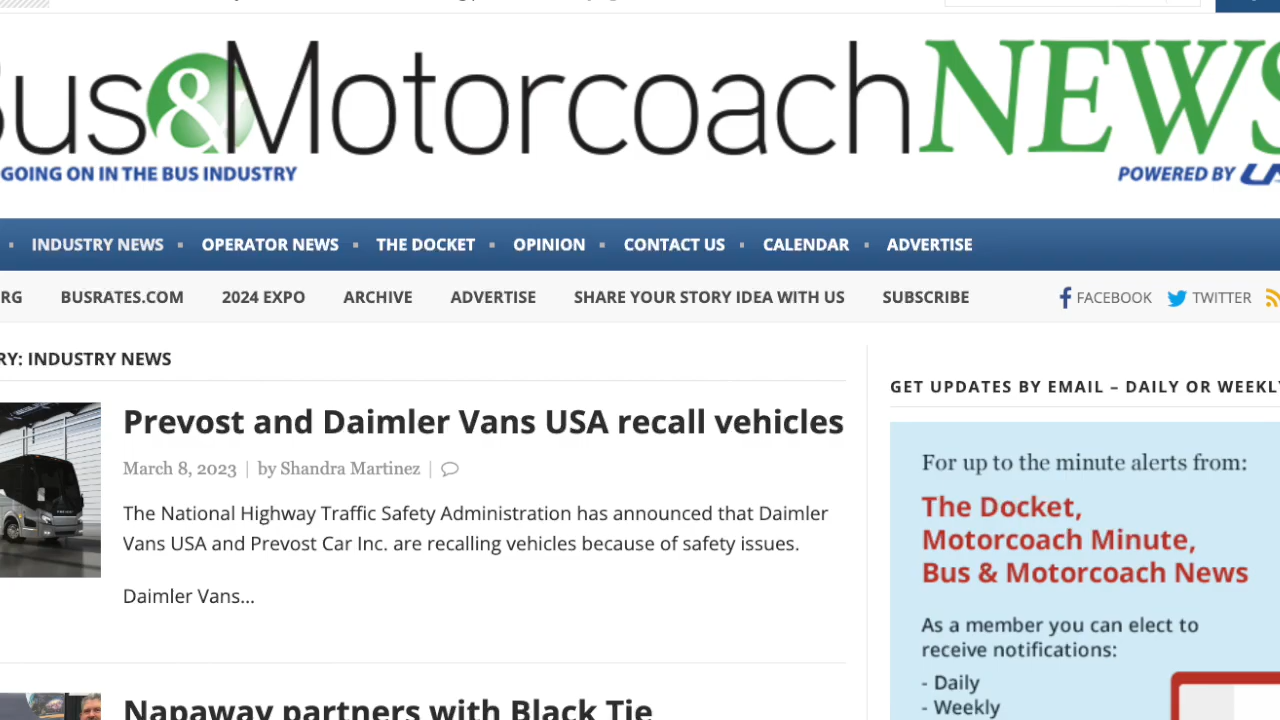 Bus&MotorcoachNEWS
GOING ON IN THE BUS INDUSTRY
POWERED BY
INDUSTRY NEWS OPERATOR NEWS THE DOCKET OPINION CONTACT US CALENDAR ADVERTISE
RG BUSRATES.COM 2024 EXPO ARCHIVE ADVERTISE SHARE YOUR STORY IDEA WITH US SUBSCRIBE FACEBOOK TWITTER
RY: INDUSTRY NEWS
Prevost and Daimler Vans USA recall vehicles
March 8, 2023 | by Shandra Martinez |
The National Highway Traffic Safety Administration has announced that Daimler
Vans USA and Prevost Car Inc. are recalling vehicles because of safety issues.
Daimler Vans...
Napaway partners with Black Tie
GET UPDATES BY EMAIL – DAILY OR WEEKLY
For up to the minute alerts from:
The Docket,
Motorcoach Minute,
Bus & Motorcoach News
As a member you can elect to
receive notifications:
- Daily
- Weekly